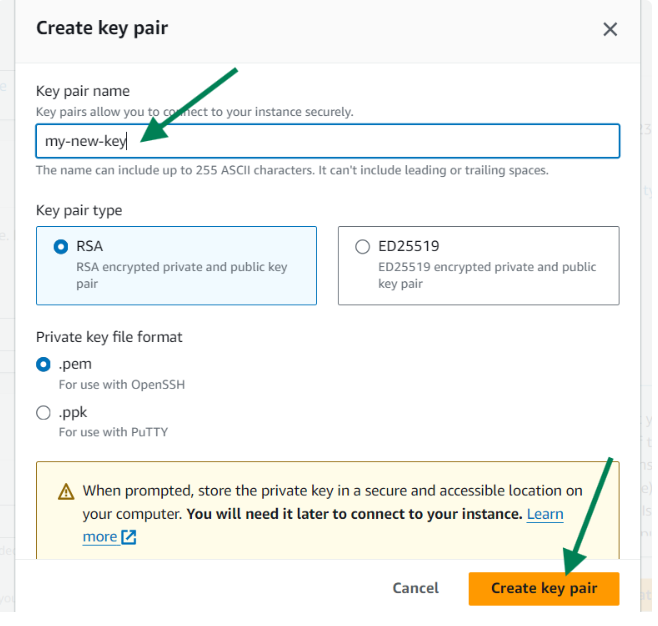 Create key pair
Key pair name
Key pairs allow you to connect to your instance securely.
my-new-key
The name can include up to 255 ASCII characters. It can't include leading or trailing spaces.
Key pair type
RSA
RSA encrypted private and public key
pair
ED25519
ED25519 encrypted private and public
key pair
Private key file format
.pem
For use with OpenSSH
.ppk
For use with PuTTY
When prompted, store the private key in a secure and accessible location on
your computer. You will need it later to connect to your instance. Learn
more
Cancel
Create key pair